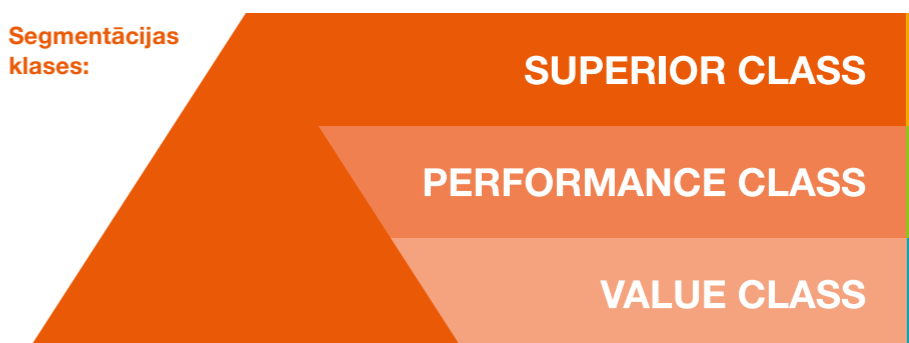 Segmentācijas
klases:
SUPERIOR CLASS
PERFORMANCE CLASS
VALUE CLASS